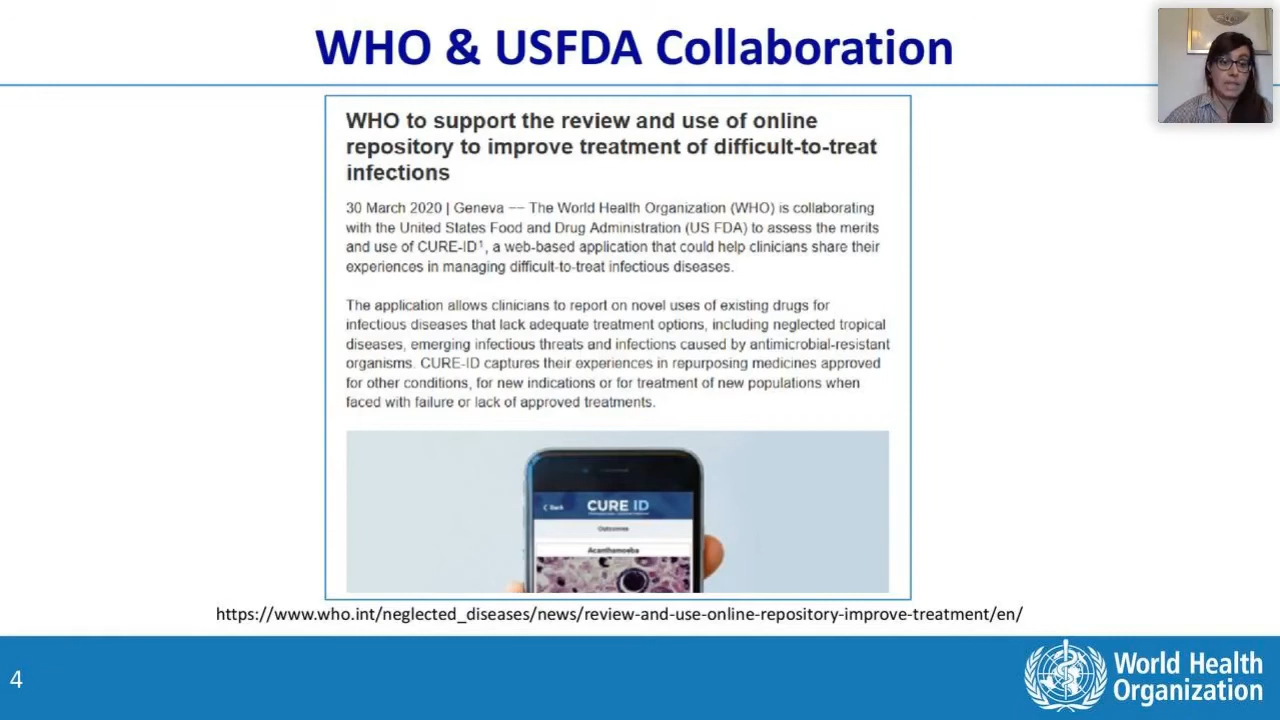 WHO & USFDA Collaboration
WHO to support the review and use of online
repository to improve treatment of difficult-to-treat
infections
30 March 2020 | Geneva –– The World Health Organization (WHO) is collaborating
with the United States Food and Drug Administration (US FDA) to assess the merits
and use of CURE-ID¹, a web-based application that could help clinicians share their
experiences in managing difficult-to-treat infectious diseases.
The application allows clinicians to report on novel uses of existing drugs for
infectious diseases that lack adequate treatment options, including neglected tropical
diseases, emerging infectious threats and infections caused by antimicrobial-resistant
organisms. CURE-ID captures their experiences in repurposing medicines approved
for other conditions, for new indications or for treatment of new populations when
faced with failure or lack of approved treatments.
Back
CURE ID
Outcomes
Acanthamoeba
https://www.who.int/neglected_diseases/news/review-and-use-online-repository-improve-treatment/en/
4
World Health
Organization